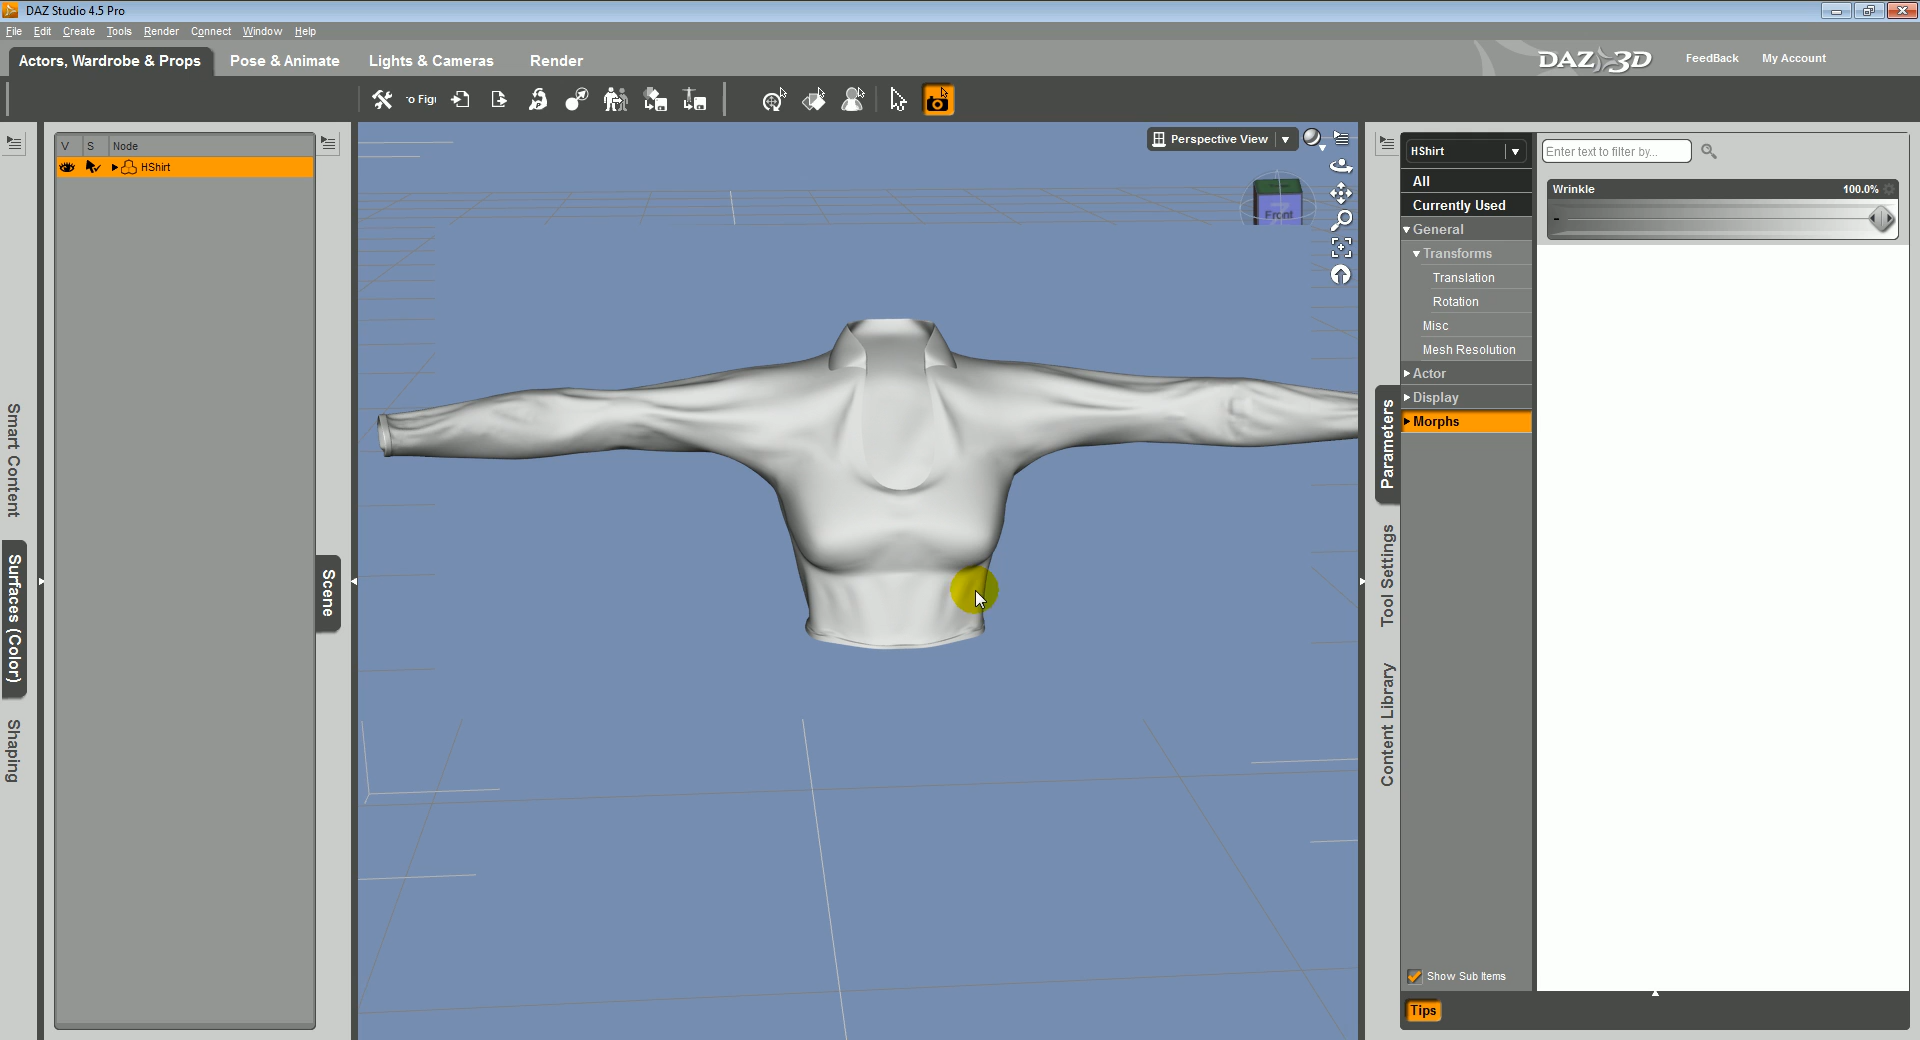 DAZ Studio 4.5 Pro
File Edit Create Tools Render Connect Window Help
Actors, Wardrobe & Props Pose & Animate Lights & Cameras Render
DAZ 3D FeedBack My Account
o Figu
V S Node
HShirt
Smart Content
Surfaces (Color)
Shaping
Scene
Perspective View
Front
Parameters
Tool Settings
Content Library
HShirt
All
Currently Used
General
Transforms
Translation
Rotation
Misc
Mesh Resolution
Actor
Display
Morphs
Show Sub Items
Tips
Enter text to filter by...
Wrinkle 100.0%